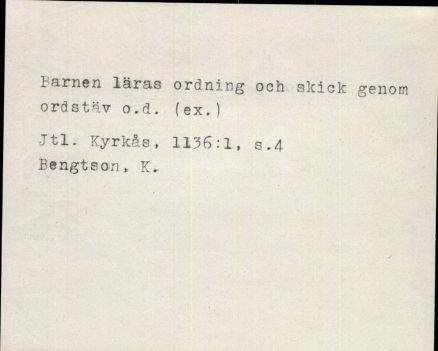 Barnen läras ordning och skick genom
ordstäv o.d. (ex.)
Jtl. Kyrkås, 1136:1, s.4
Bengtson, K.